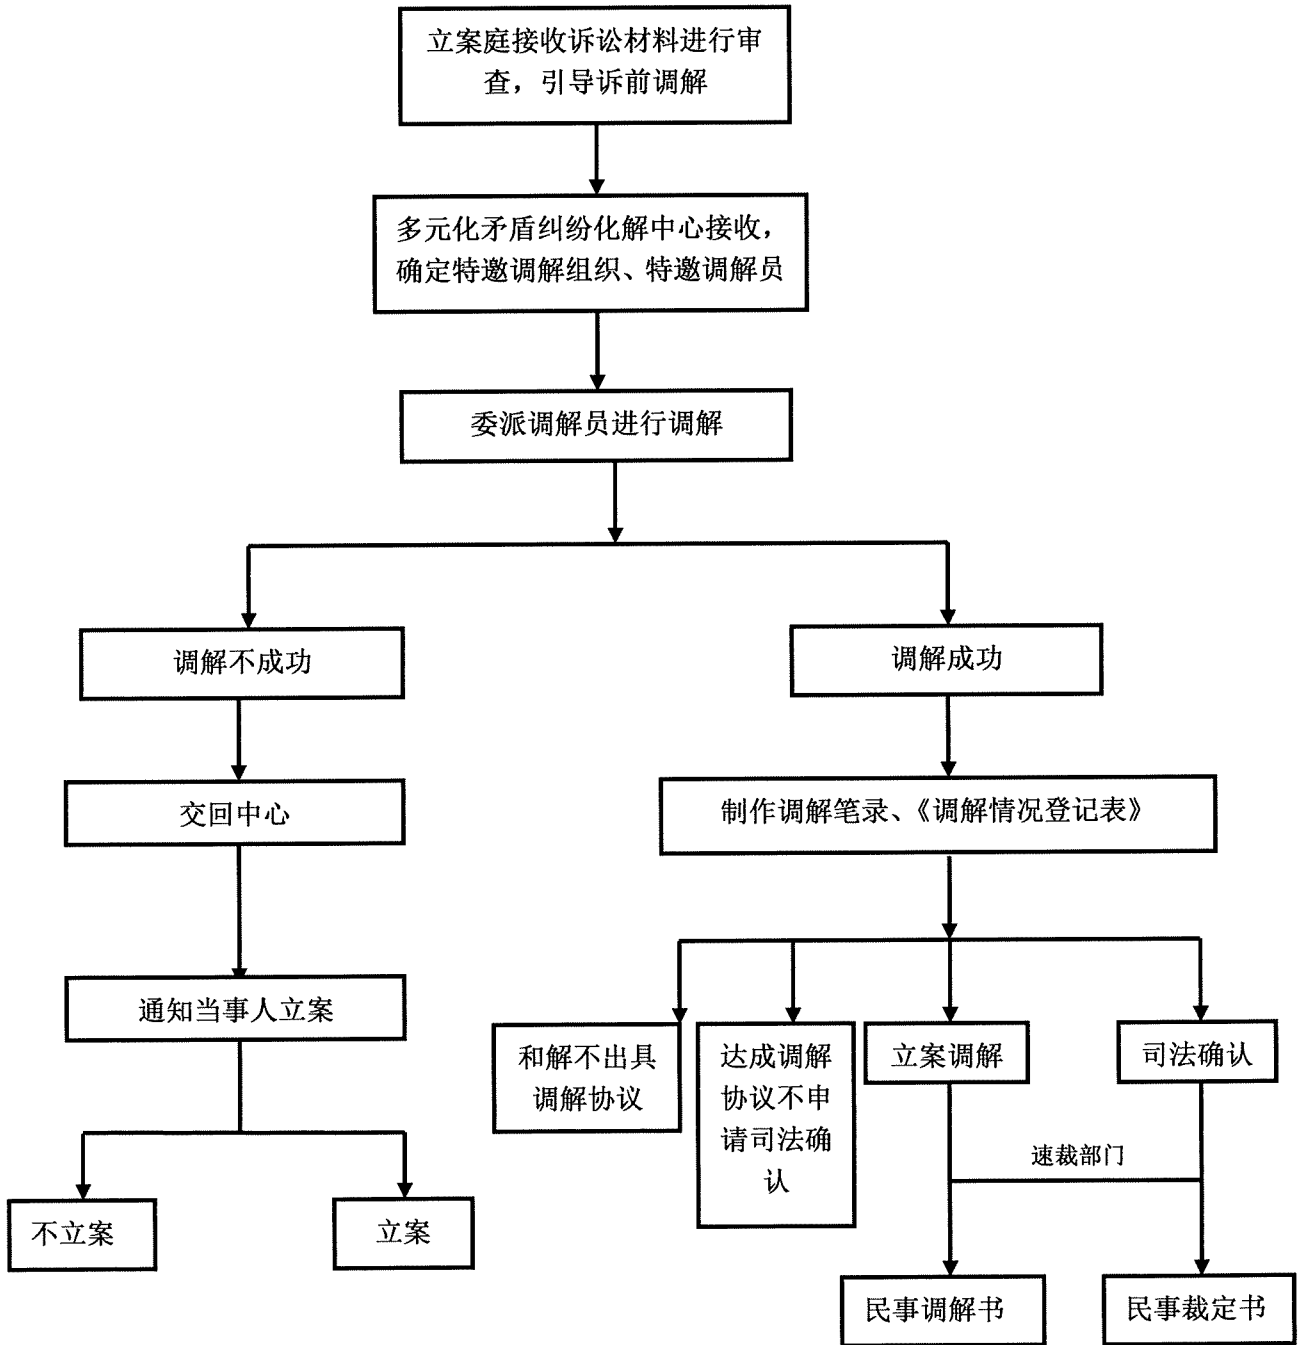 立案庭接收诉讼材料进行审
查，引导诉前调解
多元化矛盾纠纷化解中心接收，
确定特邀调解组织、特邀调解员
委派调解员进行调解
调解不成功
调解成功
交回中心
制作调解笔录、《调解情况登记表》
通知当事人立案
和解不出具
调解协议
达成调解
协议不申
请司法确
认
立案调解
司法确认
速裁部门
不立案
立案
民事调解书
民事裁定书